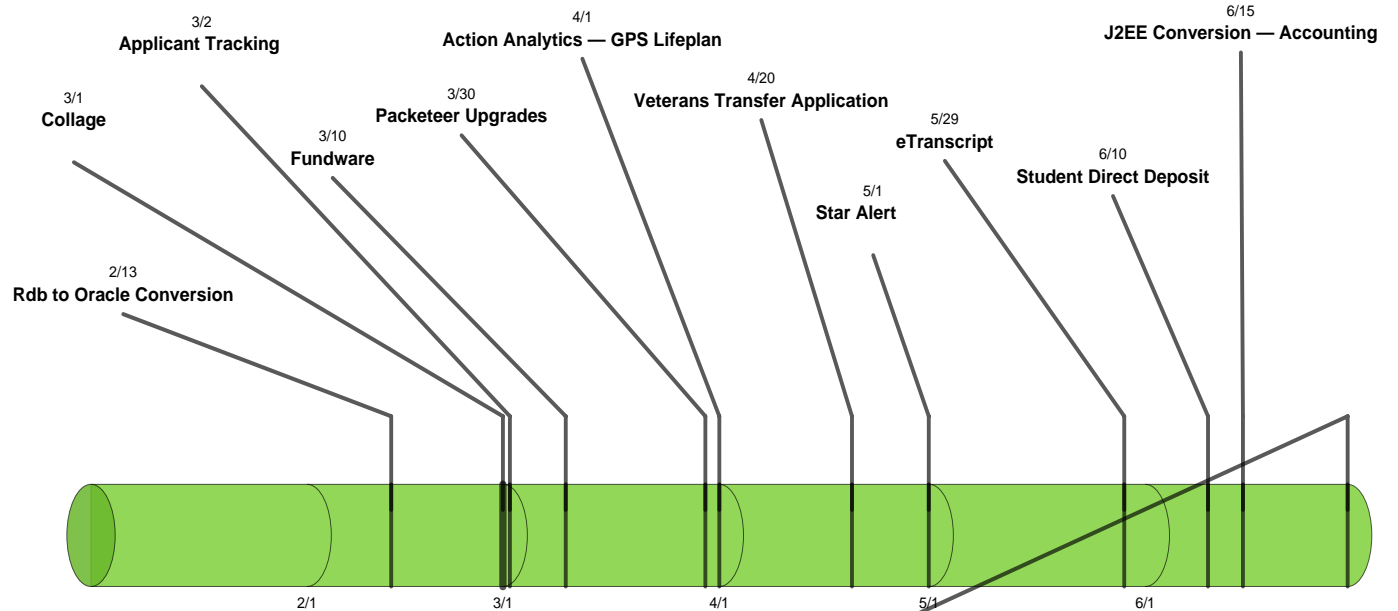 6/15
J2EE Conversion — Accounting
4/1
Action Analytics — GPS Lifeplan
3/2
Applicant Tracking
4/20
Veterans Transfer Application
3/1
Collage
3/30
Packeteer Upgrades
5/29
eTranscript
3/10
Fundware
6/10
Student Direct Deposit
5/1
Star Alert
2/13
Rdb to Oracle Conversion
2/1
3/1
4/1
5/1
6/1